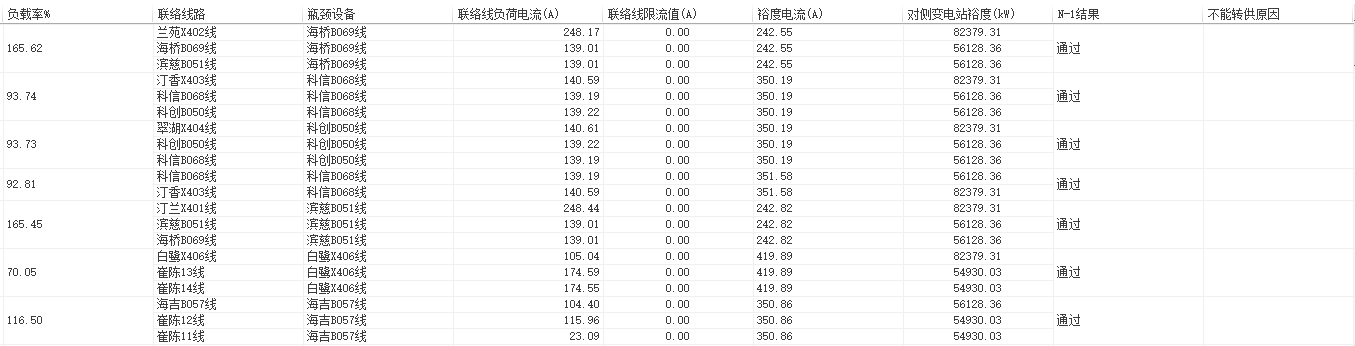 负载率% 联络线路 瓶颈设备 联络线负荷电流(A) 联络线限流值(A) 裕度电流(A) 对侧变电站裕度(kW) N-1结果 不能转供原因
兰苑X402线 海桥B069线 248.17 0.00 242.55 82379.31
165.62 海桥B069线 海桥B069线 139.01 0.00 242.55 56128.36 通过
滨慈B051线 海桥B069线 139.01 0.00 242.55 56128.36
汀香X403线 科信B068线 140.59 0.00 350.19 82379.31
93.74 科信B068线 科信B068线 139.19 0.00 350.19 56128.36 通过
科创B050线 科信B068线 139.22 0.00 350.19 56128.36
翠湖X404线 科创B050线 140.61 0.00 350.19 82379.31
93.73 科创B050线 科创B050线 139.22 0.00 350.19 56128.36 通过
科信B068线 科创B050线 139.19 0.00 350.19 56128.36
科信B068线 科信B068线 139.19 0.00 351.58 56128.36
92.81 通过
汀香X403线 科信B068线 140.59 0.00 351.58 82379.31
汀兰X401线 滨慈B051线 248.44 0.00 242.82 82379.31
165.45 滨慈B051线 滨慈B051线 139.01 0.00 242.82 56128.36 通过
海桥B069线 滨慈B051线 139.01 0.00 242.82 56128.36
白鹭X406线 白鹭X406线 105.04 0.00 419.89 82379.31
70.05 崔陈13线 白鹭X406线 174.59 0.00 419.89 54930.03 通过
崔陈14线 白鹭X406线 174.55 0.00 419.89 54930.03
海吉B057线 海吉B057线 104.40 0.00 350.86 56128.36
116.50 崔陈12线 海吉B057线 115.96 0.00 350.86 54930.03 通过
崔陈11线 海吉B057线 23.09 0.00 350.86 54930.03